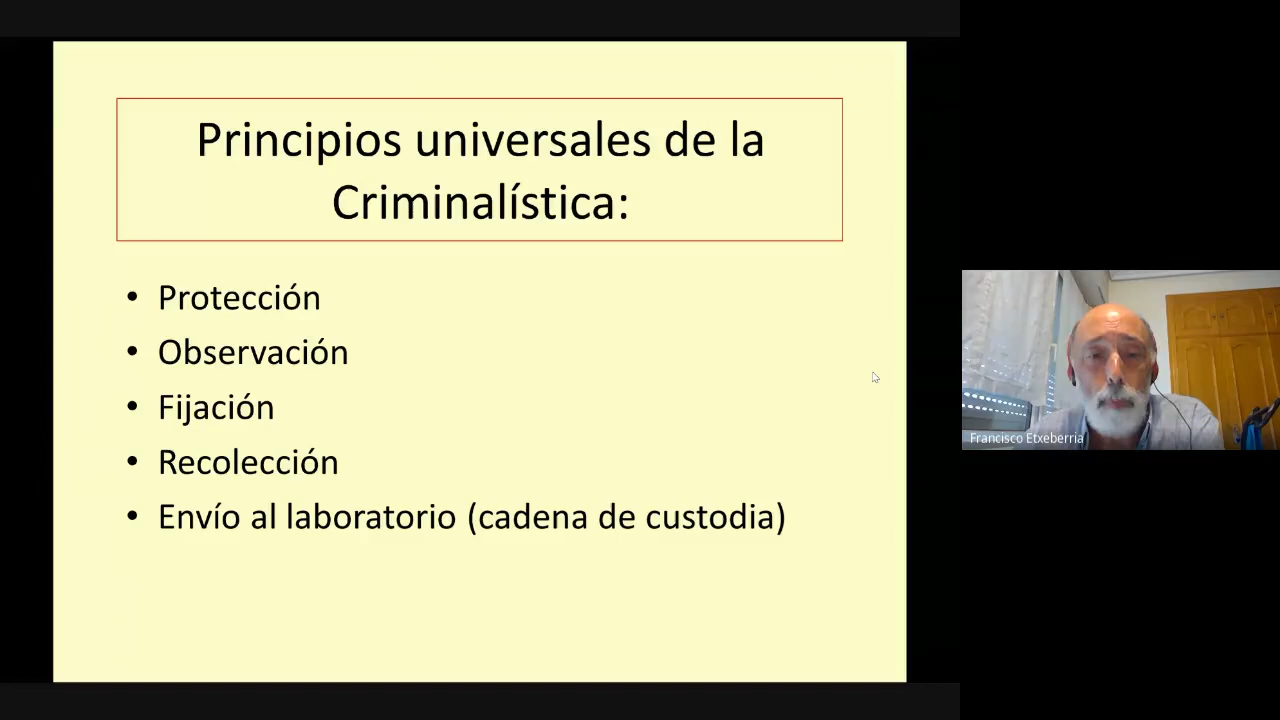 Principios universales de la
Criminalística:
• Protección
• Observación
• Fijación
• Recolección
• Envío al laboratorio (cadena de custodia)
Francisco Etxeberria